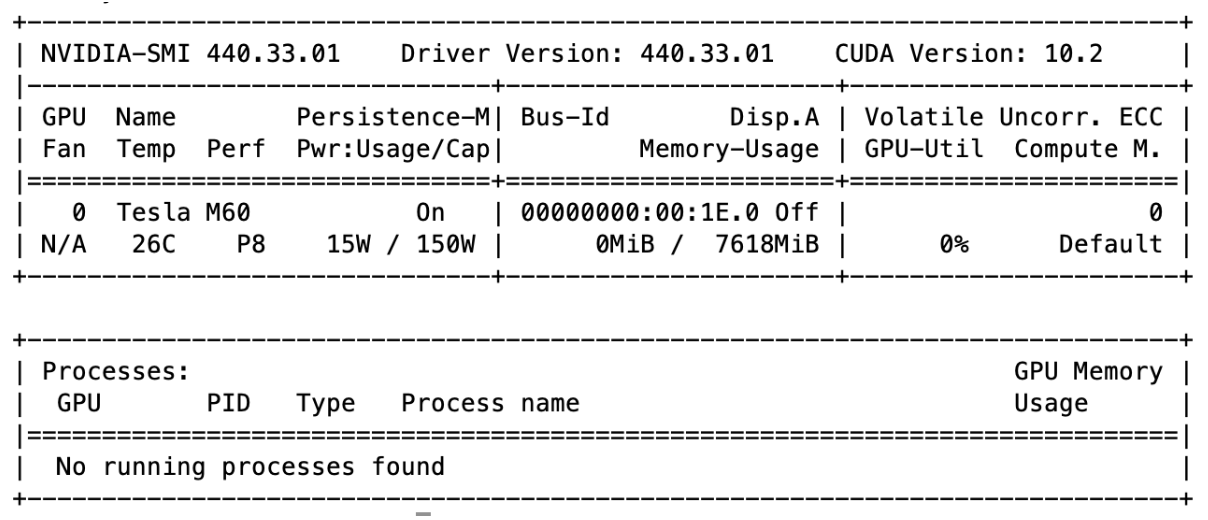 +-----------------------------------------------------------------------------+
| NVIDIA-SMI 440.33.01    Driver Version: 440.33.01    CUDA Version: 10.2     |
|-------------------------------+----------------------+----------------------+
| GPU  Name        Persistence-M| Bus-Id        Disp.A | Volatile Uncorr. ECC |
| Fan  Temp  Perf  Pwr:Usage/Cap|         Memory-Usage | GPU-Util  Compute M. |
|===============================+======================+======================|
|   0  Tesla M60           On   | 00000000:00:1E.0 Off |                    0 |
| N/A   26C    P8    15W / 150W |      0MiB /  7618MiB |      0%      Default |
+-------------------------------+----------------------+----------------------+
+-----------------------------------------------------------------------------+
| Processes:                                                       GPU Memory |
|  GPU       PID   Type   Process name                             Usage      |
|=============================================================================|
|  No running processes found                                                 |
+-----------------------------------------------------------------------------+